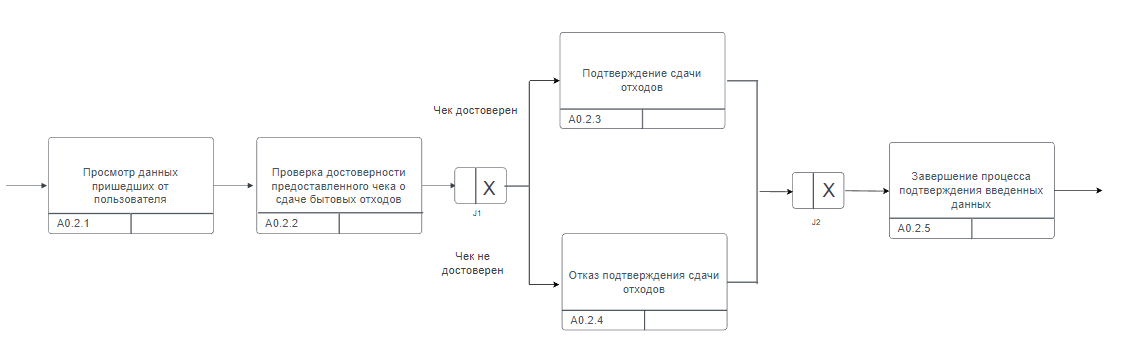 Просмотр данных
пришедших от
пользователя
A0.2.1
Проверка достоверности
предоставленного чека о
сдаче бытовых отходов
A0.2.2
X
J1
Чек достоверен
Чек не
достоверен
Подтверждение сдачи
отходов
A0.2.3
Отказ подтверждения сдачи
отходов
A0.2.4
X
J2
Завершение процесса
подтверждения введенных
данных
A0.2.5